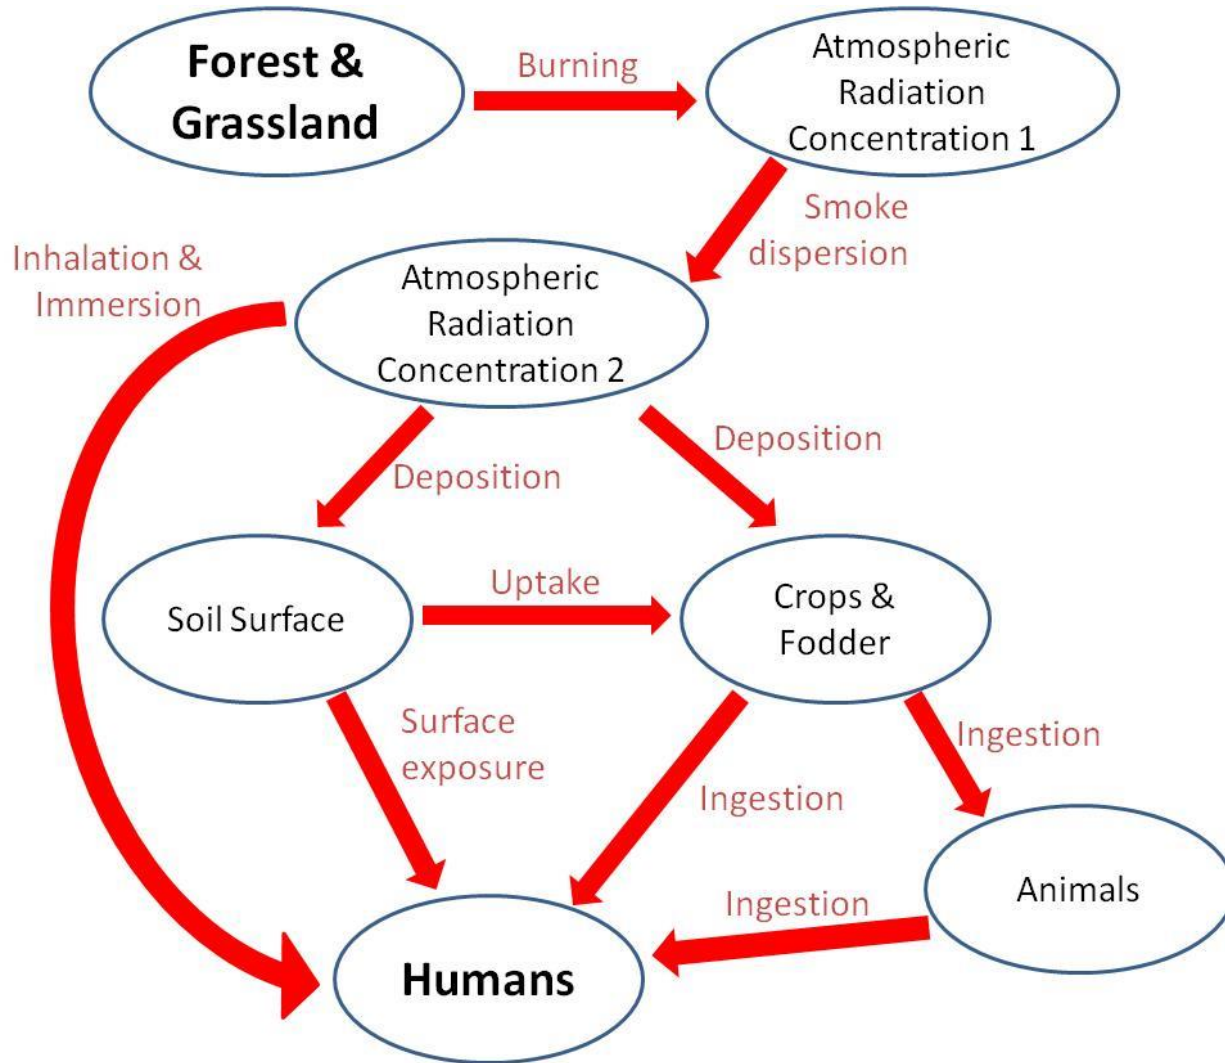 Forest &
Grassland
Burning
Atmospheric
Radiation
Concentration 1
Smoke
dispersion
Inhalation &
Immersion
Atmospheric
Radiation
Concentration 2
Deposition
Deposition
Soil Surface
Uptake
Crops &
Fodder
Surface
exposure
Ingestion
Ingestion
Animals
Ingestion
Humans